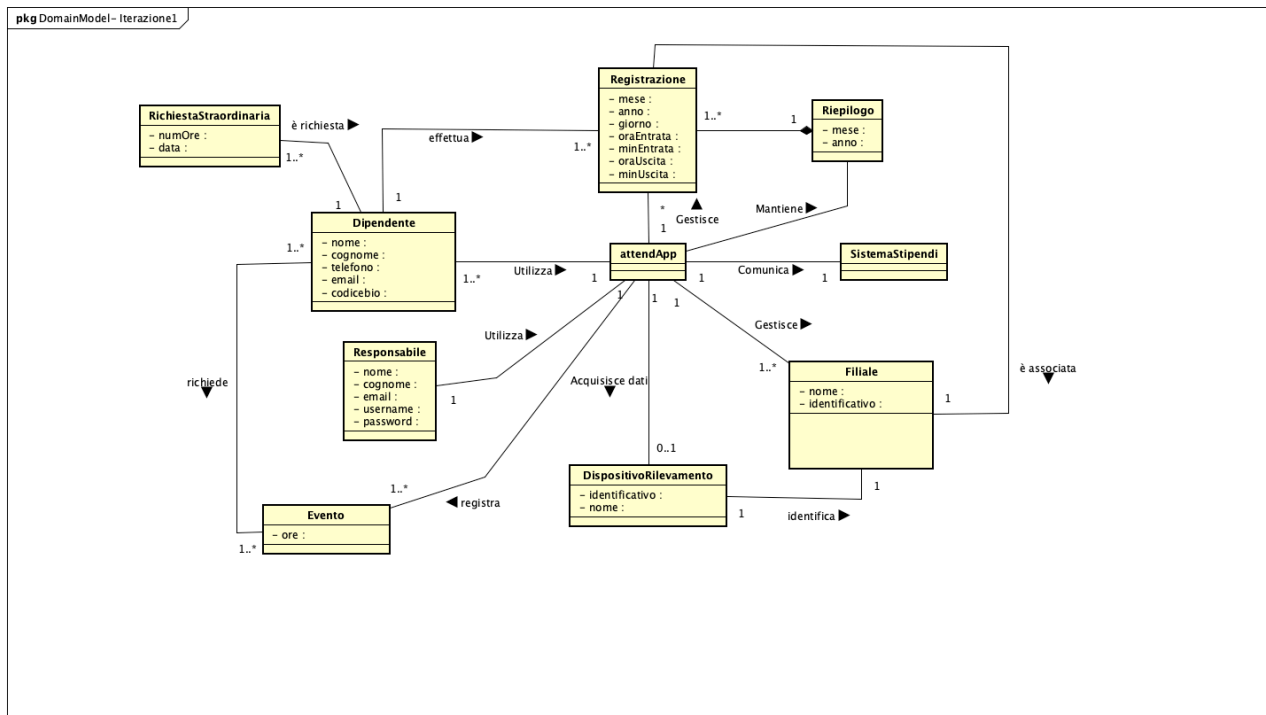 pkg DomainModel- Iterazione1
Registrazione
- mese :
- anno :
- giorno :
- oraEntrata :
- minEntrata :
- oraUscita :
- minUscita :
Riepilogo
- mese :
- anno :
RichiestaStraordinaria
- numOre :
- data :
è richiesta ▶
1..*
1
effettua ▶
1..*
1
1..*
1
Mantiene ▶
*
▲
Gestisce
1
Dipendente
- nome :
- cognome :
- telefono :
- email :
- codicebio :
1..*
attendApp
SistemaStipendi
Utilizza ▶
1..*
1
Comunica ▶
1
1
Responsabile
- nome :
- cognome :
- email :
- username :
- password :
Utilizza ▶
1
1
1
1
Gestisce ▶
1..*
Acquisisce dati
▼
0..1
richiede
▼
1..*
Filiale
- nome :
- identificativo :
1
è associata
▼
DispositivoRilevamento
- identificativo :
- nome :
1
identifica ▶
1
1..*
◀ registra
Evento
- ore :